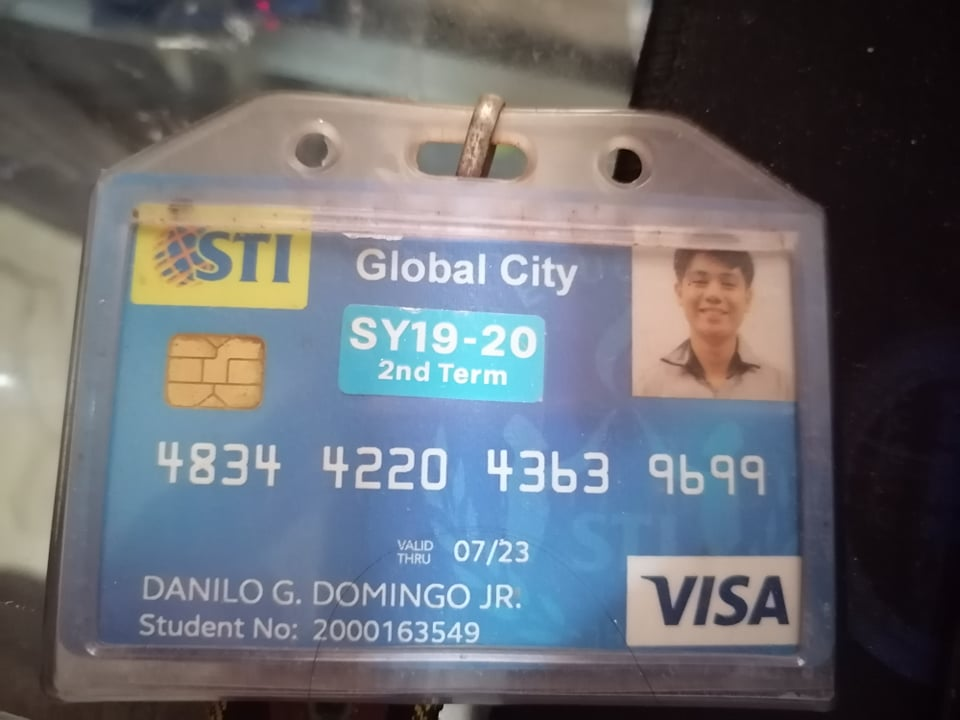 STI
Global City
SY19-20
2nd Term
4834 4220 4363 9699
VALID THRU 07/23
DANILO G. DOMINGO JR.
Student No: 2000163549
VISA